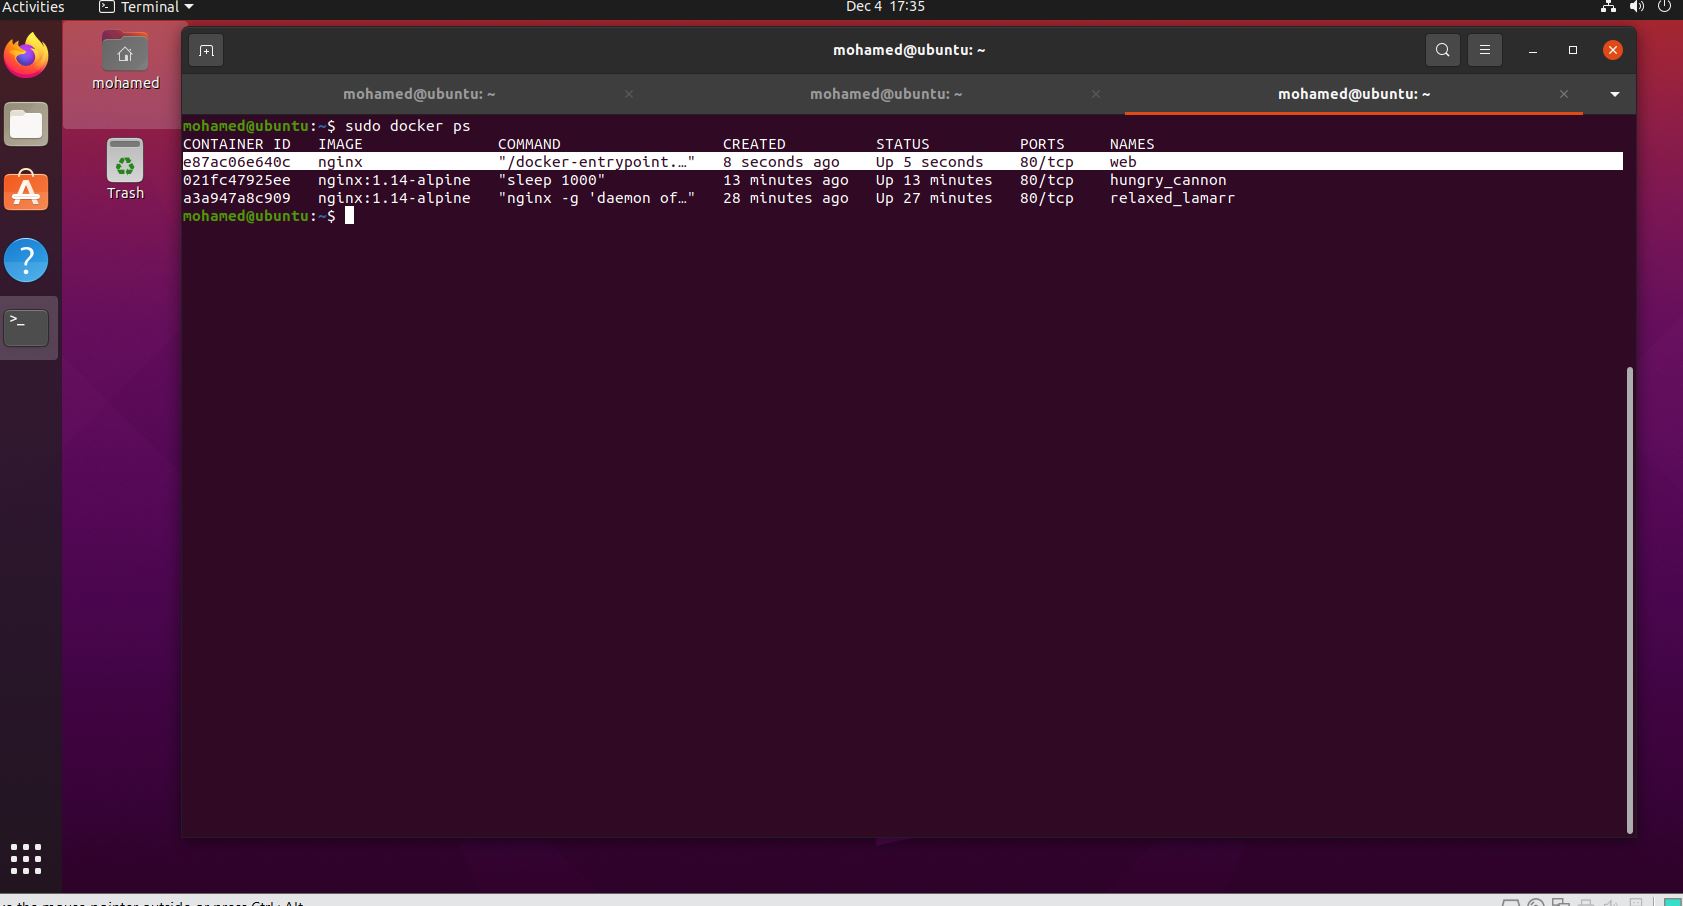 Activities Terminal Dec 4 17:35
mohamed@ubuntu: ~
mohamed
Trash
mohamed@ubuntu: ~ mohamed@ubuntu: ~ mohamed@ubuntu: ~
mohamed@ubuntu:~$ sudo docker ps
CONTAINER ID IMAGE COMMAND CREATED STATUS PORTS NAMES
e87ac06e640c nginx "/docker-entrypoint.…" 8 seconds ago Up 5 seconds 80/tcp web
021fc47925ee nginx:1.14-alpine "sleep 1000" 13 minutes ago Up 13 minutes 80/tcp hungry_cannon
a3a947a8c909 nginx:1.14-alpine "nginx -g 'daemon of…" 28 minutes ago Up 27 minutes 80/tcp relaxed_lamarr
mohamed@ubuntu:~$
the mouse pointer outside or press Ctrl+Alt